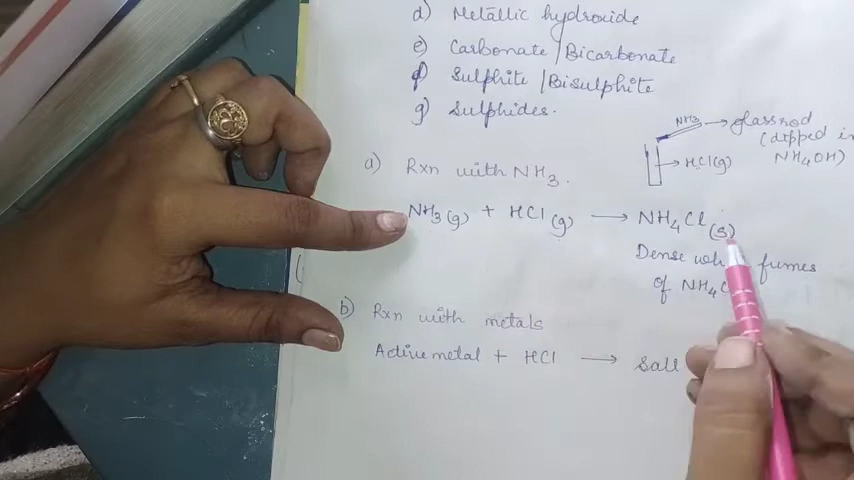 d) Metallic hydroxide
e) Carbonate/Bicarbonate
f) Sulphite/Bisulphite
g) Sulphides.
NH3 → glass rod
(dipped in
→ HCl(g) NH4OH)
a) Rxn with NH3.
NH3(g) + HCl(g) → NH4Cl(s)
Dense fumes
of
b) Rxn with metals
Active metal + HCl → Salt